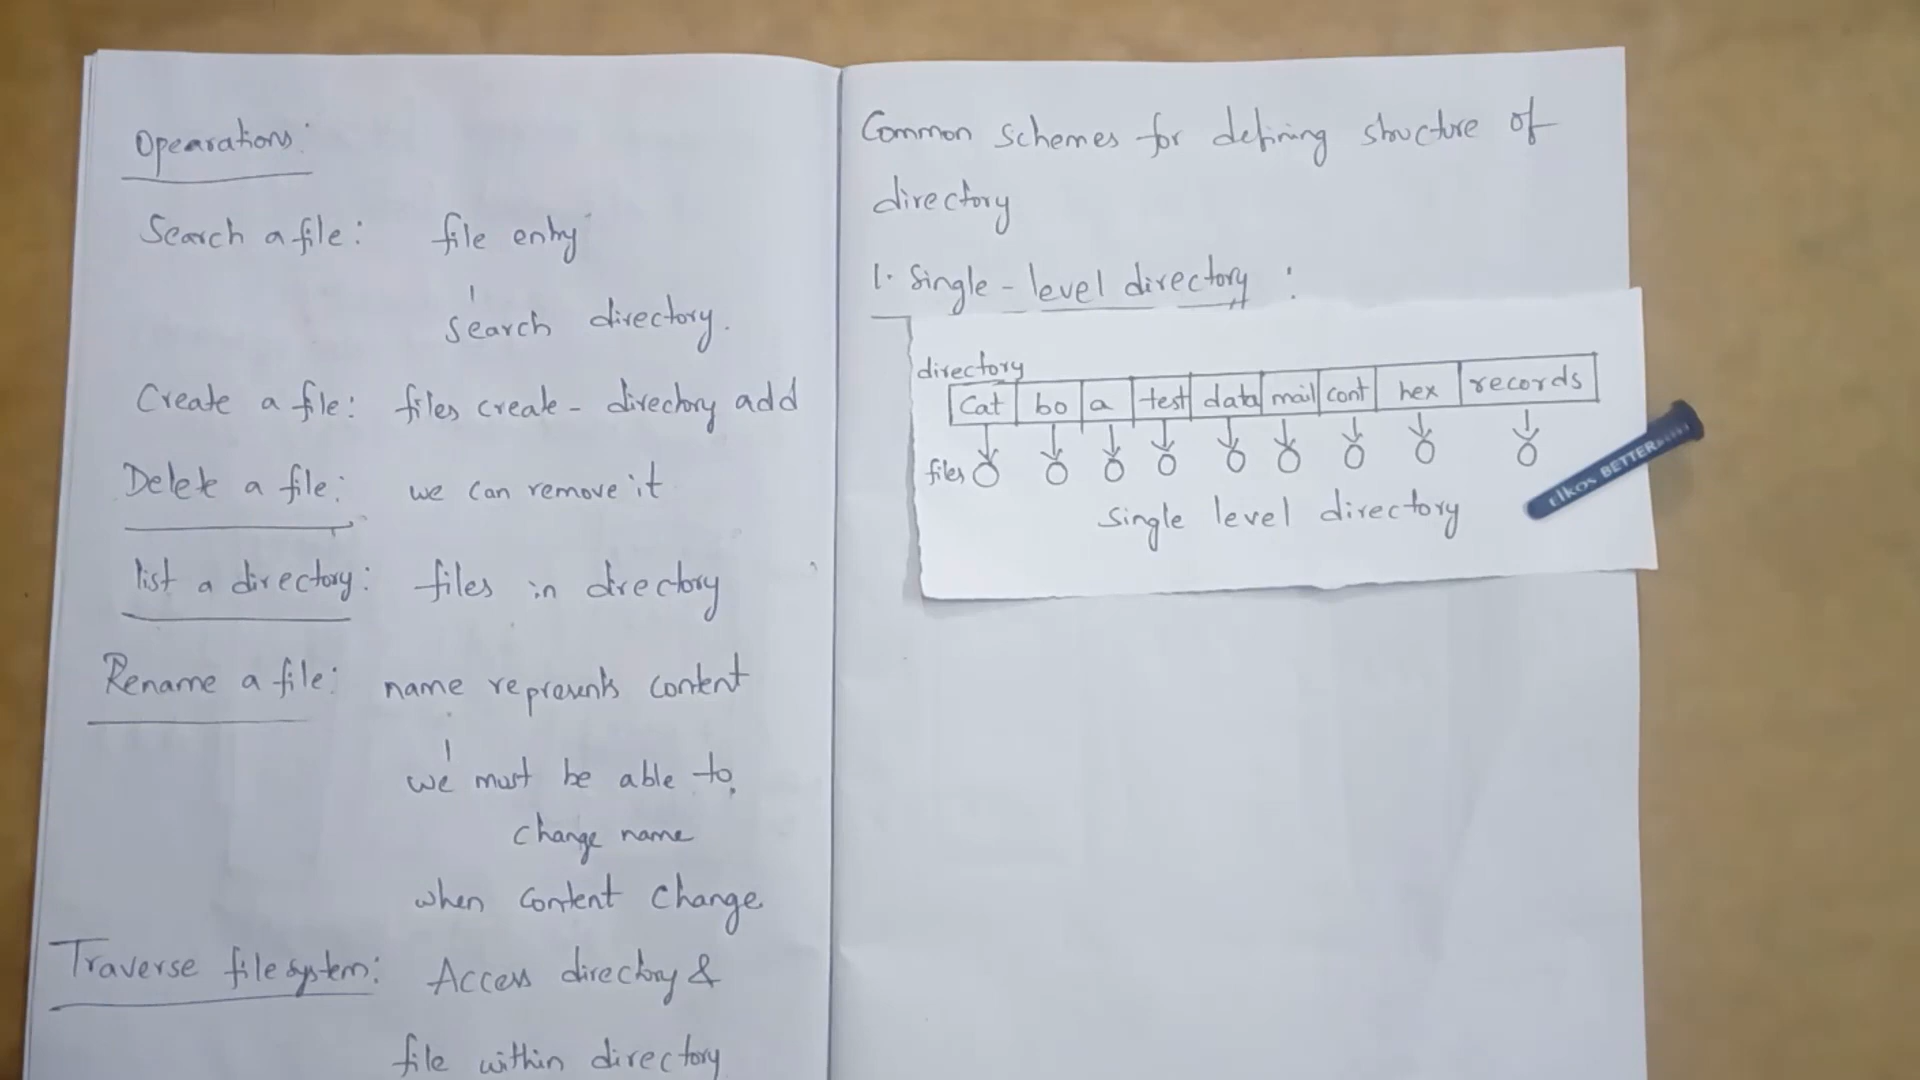 Opearations:
Search a file: file entry
search directory.
Create a file: files create - directory add
Delete a file: we can remove it
list a directory: files in directory
Rename a file: name represents content
we must be able to
change name
when content change
Traverse file system: Access directory &
file within directory
Common schemes for defining structure of
directory
1. Single-level directory:
directory
Cat bo a test data mail cont hex records
files
Single level directory
elkos BETTER